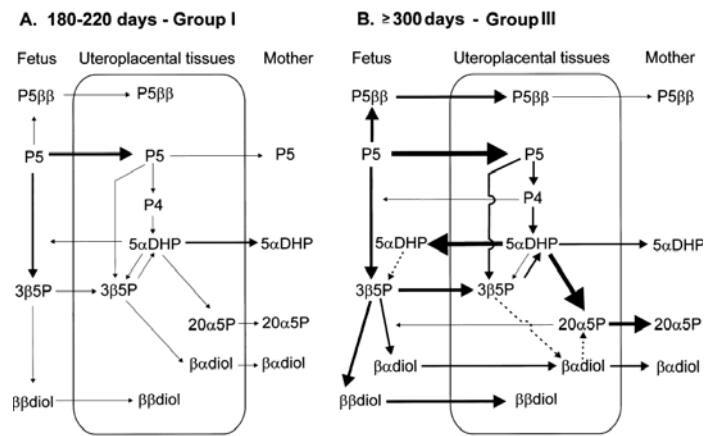 A. 180-220 days - Group I B. ≥300 days - Group III
Fetus Uteroplacental tissues Mother Fetus Uteroplacental tissues Mother
P5ββ P5ββ P5ββ P5ββ P5ββ
P5 P5 P5 P5 P5
P4 P4
5αDHP 5αDHP 5αDHP 5αDHP 5αDHP
3β5P 3β5P 3β5P 3β5P
20α5P 20α5P 20α5P 20α5P
βαdiol βαdiol βαdiol βαdiol βαdiol
ββdiol ββdiol ββdiol ββdiol